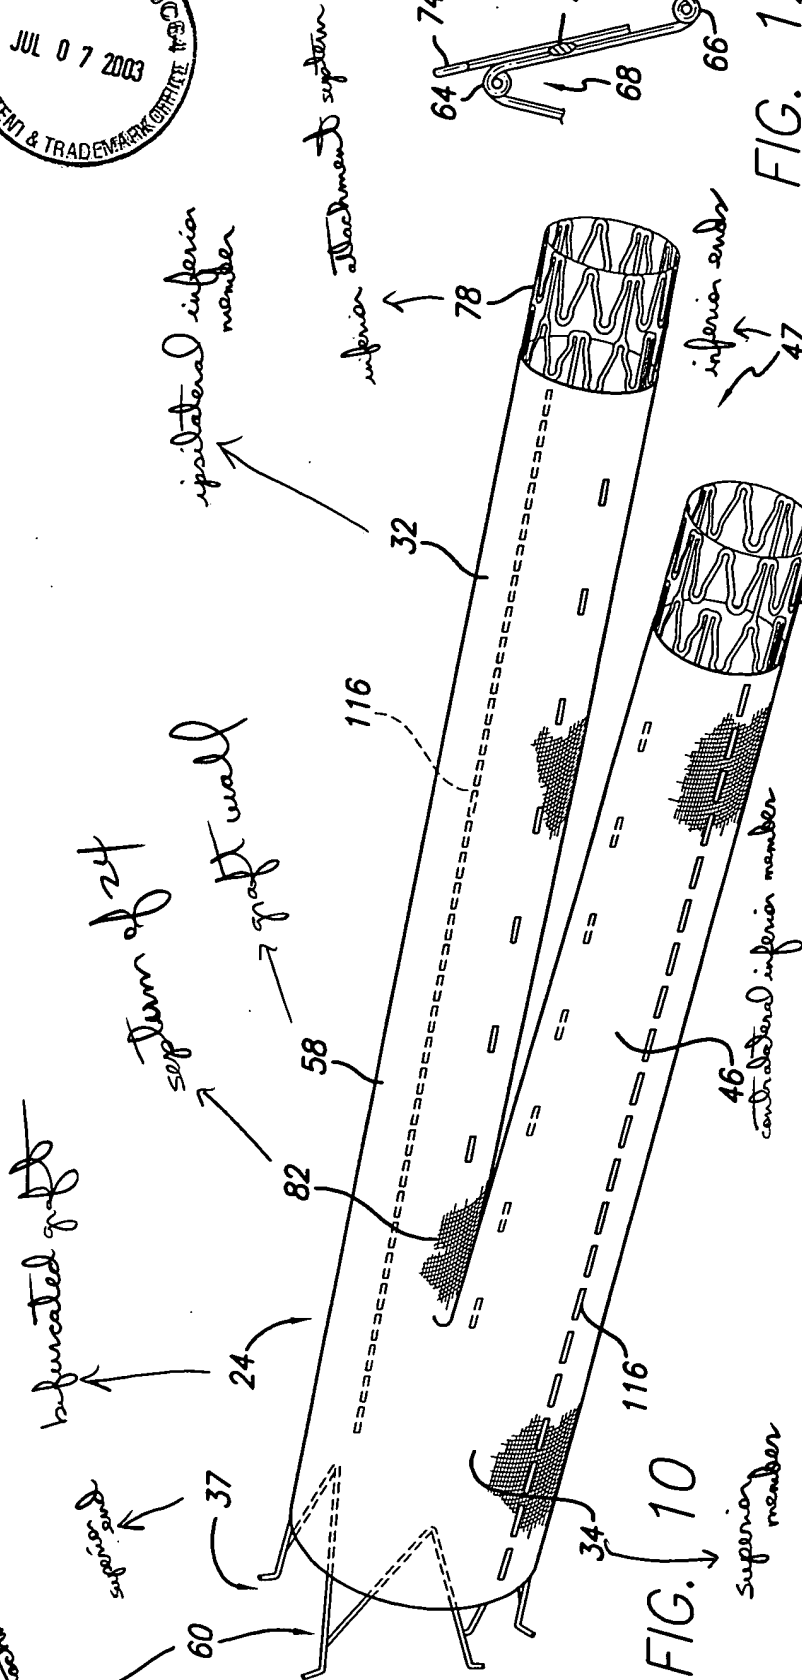 JUL 0 7 2003
ENT & TRADEMARK OFFICE
74
64
68
66
FIG. 1
inferior attachment system
78
ipsilateral inferior
member
32
inferior ends
47
116
graft wall
58
septum of 24
82
bifurcated graft
24
superior end
37
60
46
contralateral inferior member
116
34
FIG. 10
superior
member